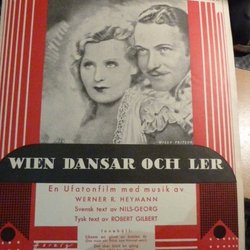 WILLY FRITSCH
WIEN DANSAR OCH LER
En Ufatonfilm med musik av
WERNER R. HEYMANN
Svensk text av NILS-GEORG
Tysk text av ROBERT GILBERT
Innehåll: